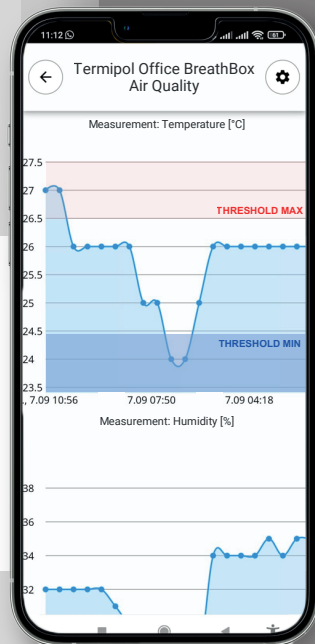 11:12
61
Termipol Office BreathBox
Air Quality
Measurement: Temperature [°C]
27.5
27
26.5
THRESHOLD MAX
26
25.5
25
24.5
THRESHOLD MIN
24
23.5
., 7.09 10:56 7.09 07:50 7.09 04:18
Measurement: Humidity [%]
38
36
34
32